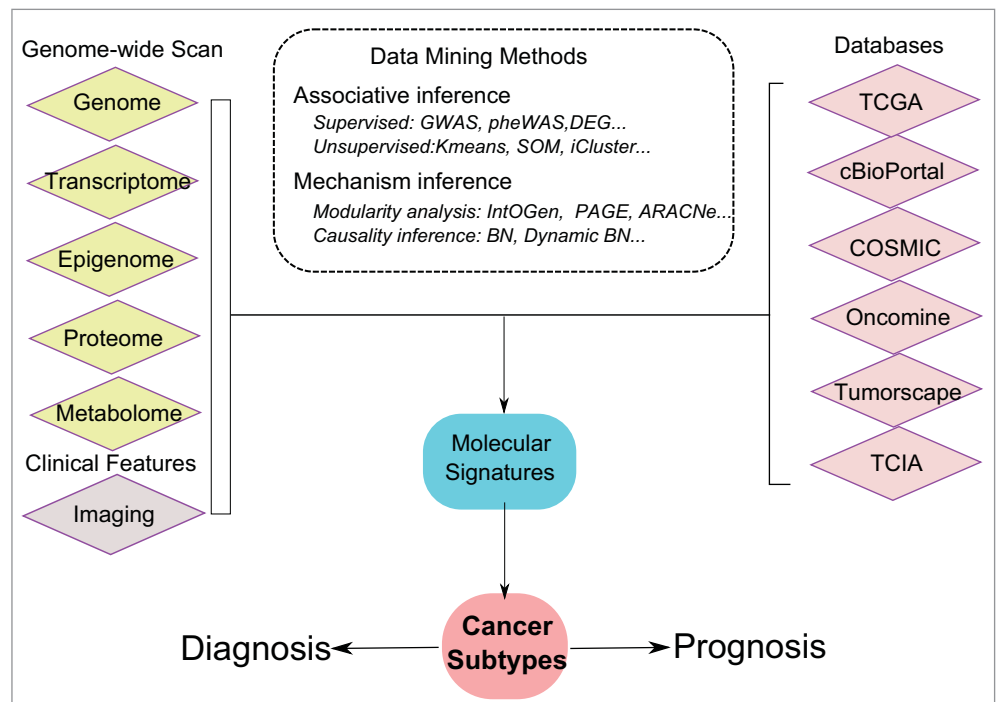 Genome-wide Scan
Genome
Transcriptome
Epigenome
Proteome
Metabolome
Clinical Features
Imaging
Data Mining Methods
Associative inference
Supervised: GWAS, pheWAS,DEG...
Unsupervised:Kmeans, SOM, iCluster...
Mechanism inference
Modularity analysis: IntOGen, PAGE, ARACNe...
Causality inference: BN, Dynamic BN...
Databases
TCGA
cBioPortal
COSMIC
Oncomine
Tumorscape
TCIA
Molecular
Signatures
Diagnosis
Cancer
Subtypes
Prognosis